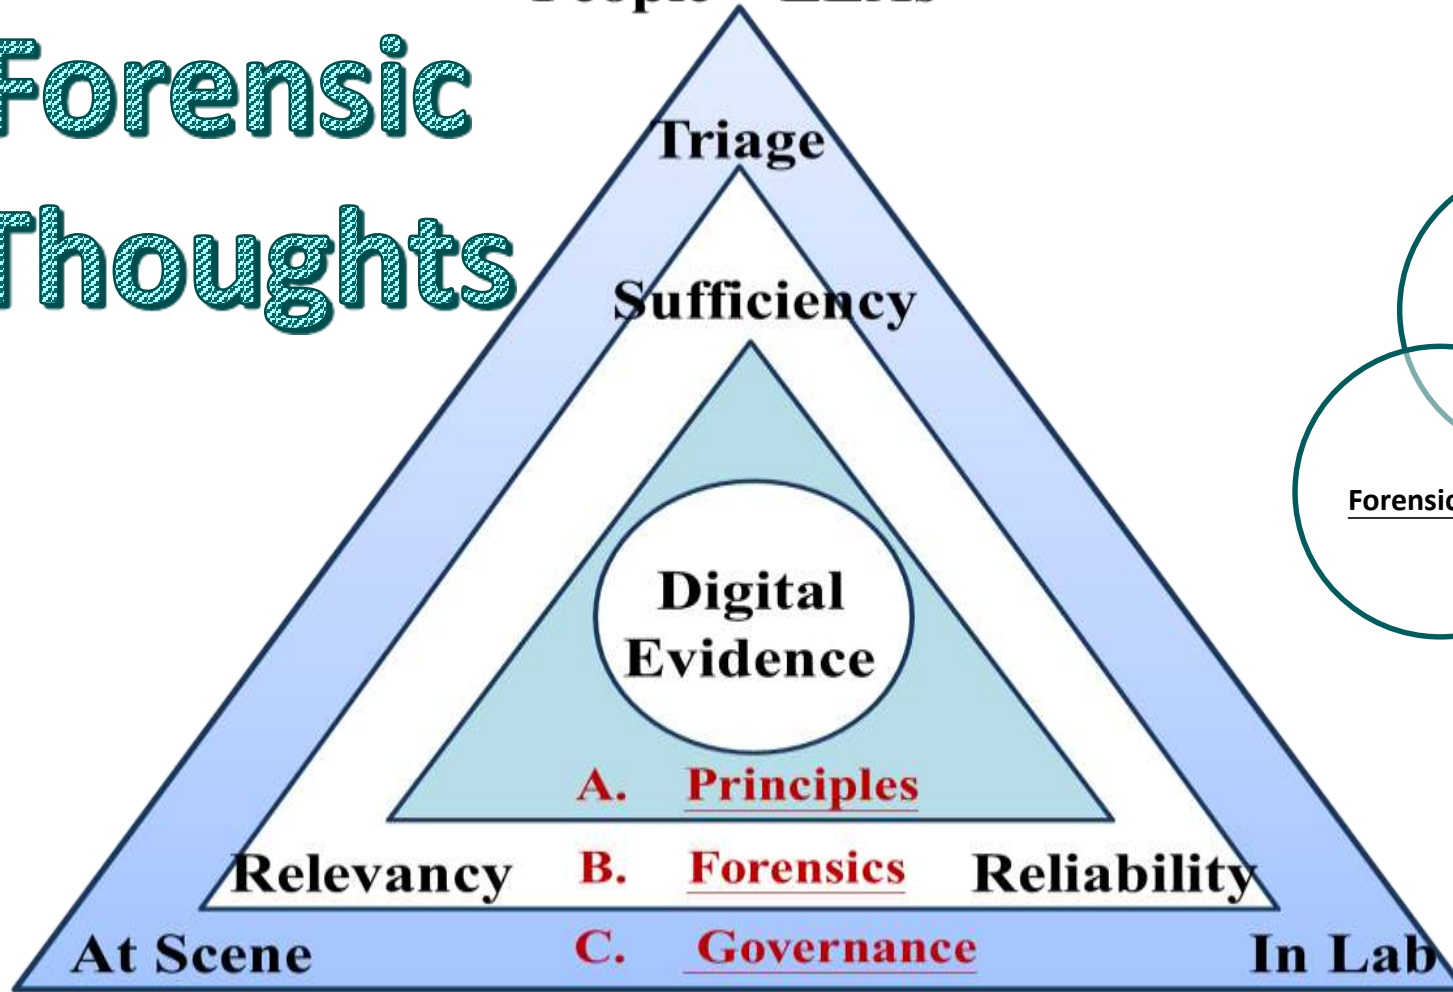 Forensic
Thoughts
Triage
Sufficiency
Digital
Evidence
A. Principles
Relevancy B. Forensics Reliability
At Scene C. Governance In Lab